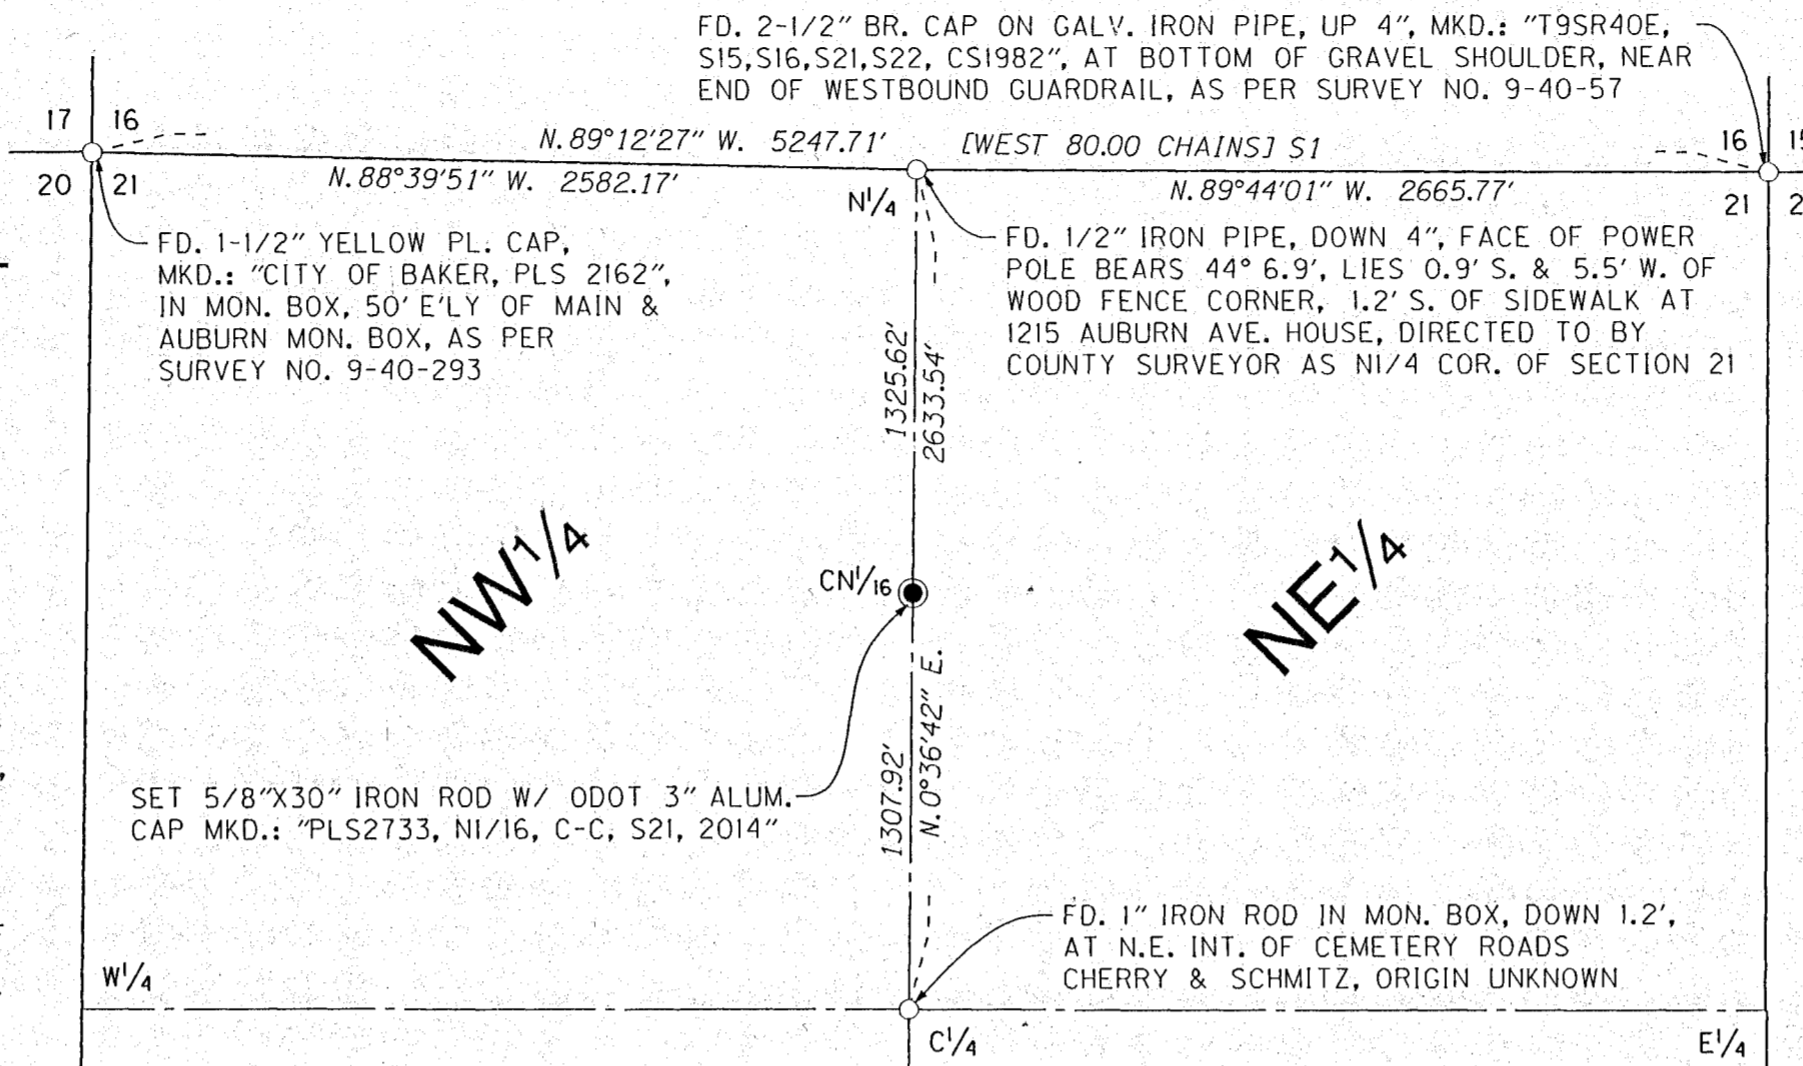 FD. 2-1/2" BR. CAP ON GALV. IRON PIPE, UP 4", MKD.: "T9SR40E,
S15,S16,S21,S22, CS1982", AT BOTTOM OF GRAVEL SHOULDER, NEAR
END OF WESTBOUND GUARDRAIL, AS PER SURVEY NO. 9-40-57
17 16
N. 89°12'27" W. 5247.71'
[WEST 80.00 CHAINS] S1
16
20 21
N. 88°39'51" W. 2582.17'
N1/4
N. 89°44'01" W. 2665.77'
21
FD. 1-1/2" YELLOW PL. CAP,
MKD.: "CITY OF BAKER, PLS 2162",
IN MON. BOX, 50' E'LY OF MAIN &
AUBURN MON. BOX, AS PER
SURVEY NO. 9-40-293
FD. 1/2" IRON PIPE, DOWN 4", FACE OF POWER
POLE BEARS 44° 6.9', LIES 0.9' S. & 5.5' W. OF
WOOD FENCE CORNER, 1.2' S. OF SIDEWALK AT
1215 AUBURN AVE. HOUSE, DIRECTED TO BY
COUNTY SURVEYOR AS N1/4 COR. OF SECTION 21
1325.62'
2633.54'
NW1/4
NE1/4
CN1/16
N. 0°36'42" E.
1307.92'
SET 5/8"X30" IRON ROD W/ ODOT 3" ALUM.
CAP MKD.: "PLS2733, N1/16, C-C, S21, 2014"
FD. 1" IRON ROD IN MON. BOX, DOWN 1.2',
AT N.E. INT. OF CEMETERY ROADS
CHERRY & SCHMITZ, ORIGIN UNKNOWN
W1/4
C1/4
E1/4